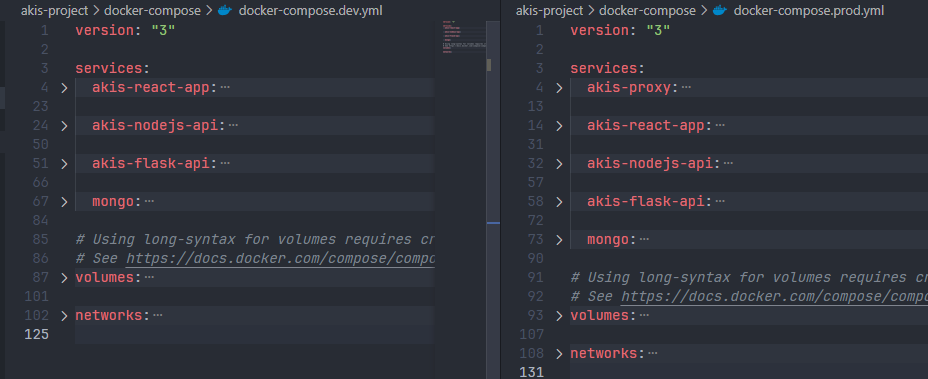 akis-project > docker-compose > docker-compose.dev.yml
1 version: "3"
2
3 services:
4 > akis-react-app:···
23
24 > akis-nodejs-api:···
50
51 > akis-flask-api:···
66
67 > mongo:···
84
85 # Using long-syntax for volumes requires cr
86 # See https://docs.docker.com/compose/compo
87 > volumes:···
101
102 > networks:···
125
akis-project > docker-compose > docker-compose.prod.yml
1 version: "3"
2
3 services:
4 > akis-proxy:···
13
14 > akis-react-app:···
31
32 > akis-nodejs-api:···
57
58 > akis-flask-api:···
72
73 > mongo:···
90
91 # Using long-syntax for volumes requires cr
92 # See https://docs.docker.com/compose/compo
93 > volumes:···
107
108 > networks:···
131